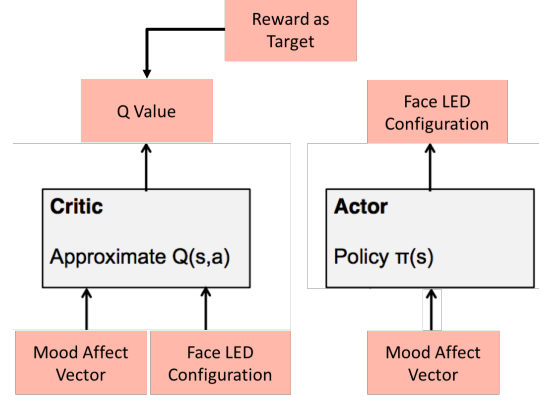 Reward as
Target
Q Value
Face LED
Configuration
Critic
Approximate Q(s,a)
Actor
Policy π(s)
Mood Affect
Vector
Face LED
Configuration
Mood Affect
Vector